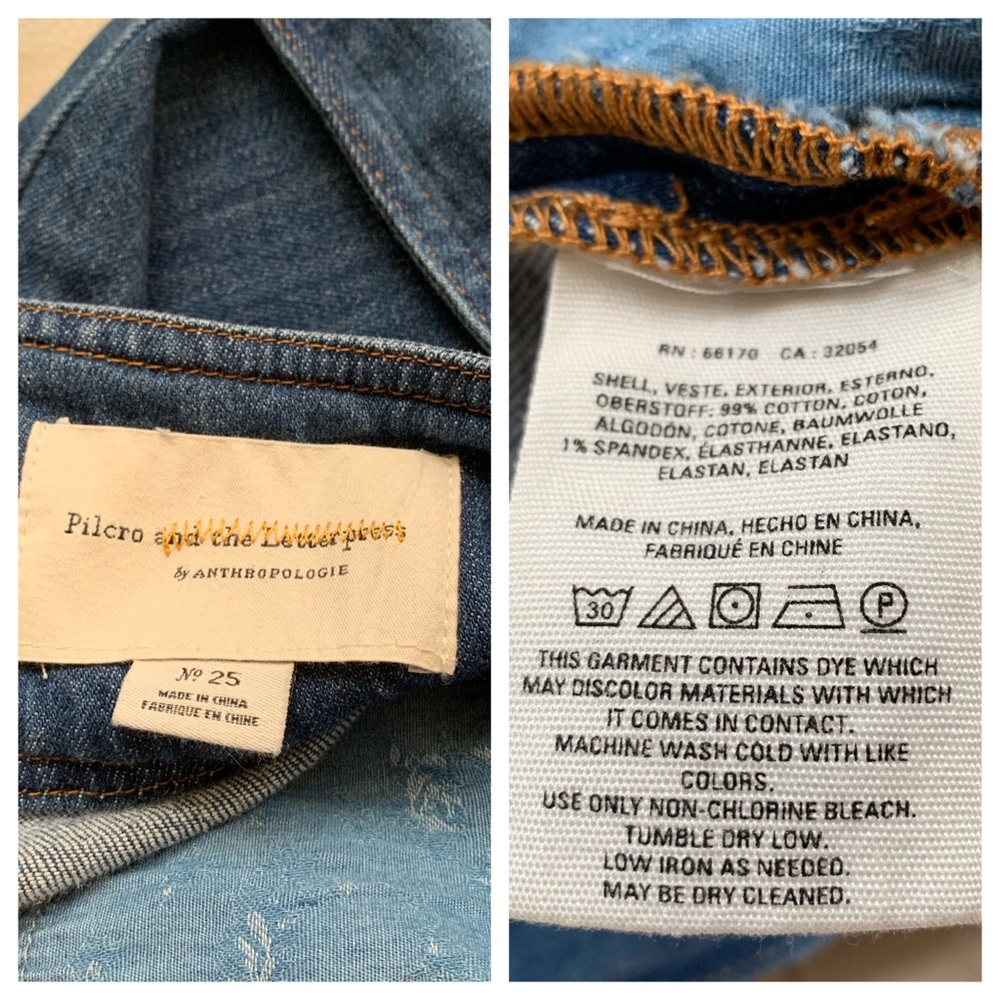 Pilcro and the Letterpress
by ANTHROPOLOGIE
Nº 25
MADE IN CHINA
FABRIQUE EN CHINE
RN : 66170 CA : 32054
SHELL, VESTE, EXTERIOR, ESTERNO,
OBERSTOFF: 99% COTTON, COTON,
ALGODÓN, COTONE, BAUMWOLLE
1% SPANDEX, ÉLASTHANNE, ELASTANO,
ELASTAN, ELASTAN
MADE IN CHINA, HECHO EN CHINA,
FABRIQUÉ EN CHINE
30 P
THIS GARMENT CONTAINS DYE WHICH
MAY DISCOLOR MATERIALS WITH WHICH
IT COMES IN CONTACT.
MACHINE WASH COLD WITH LIKE
COLORS.
USE ONLY NON-CHLORINE BLEACH.
TUMBLE DRY LOW.
LOW IRON AS NEEDED.
MAY BE DRY CLEANED.